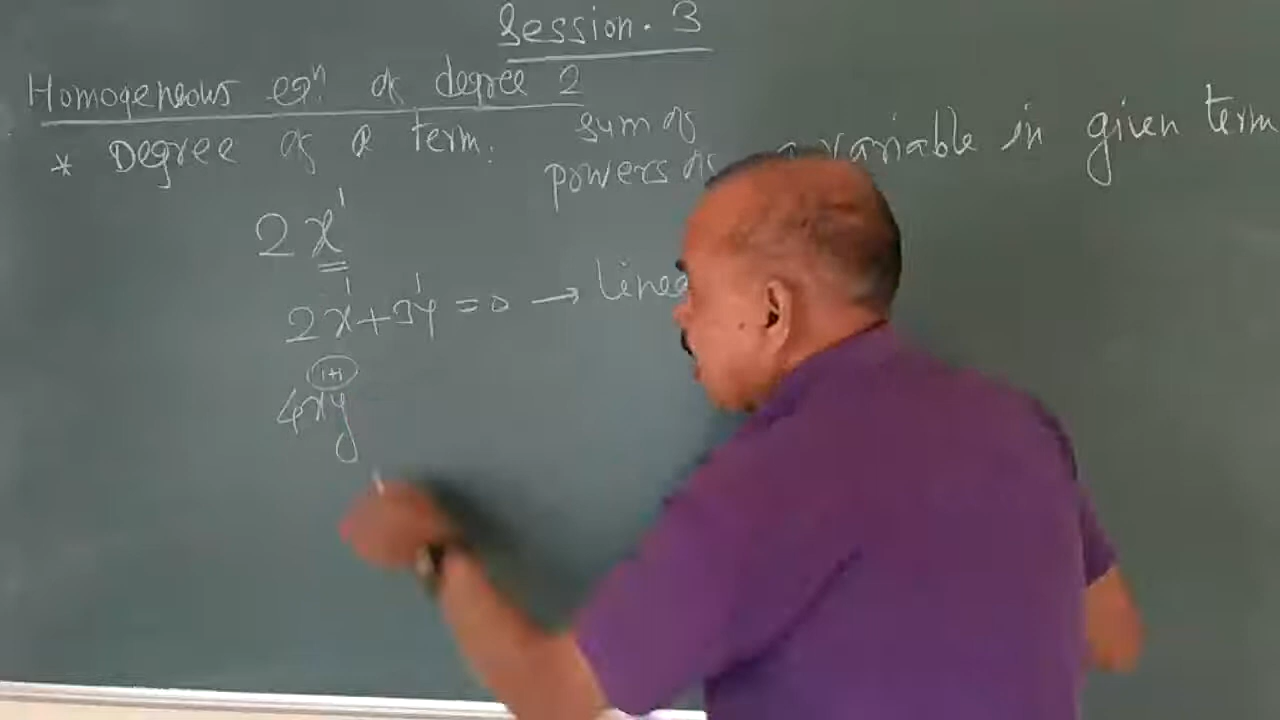 Session. 3
Homogeneous eqⁿ. of degree 2
* Degree of a term. sum of
powers of a variable in given term
2x¹
2x¹+3y¹ = 0 → linea
1+1
4xy